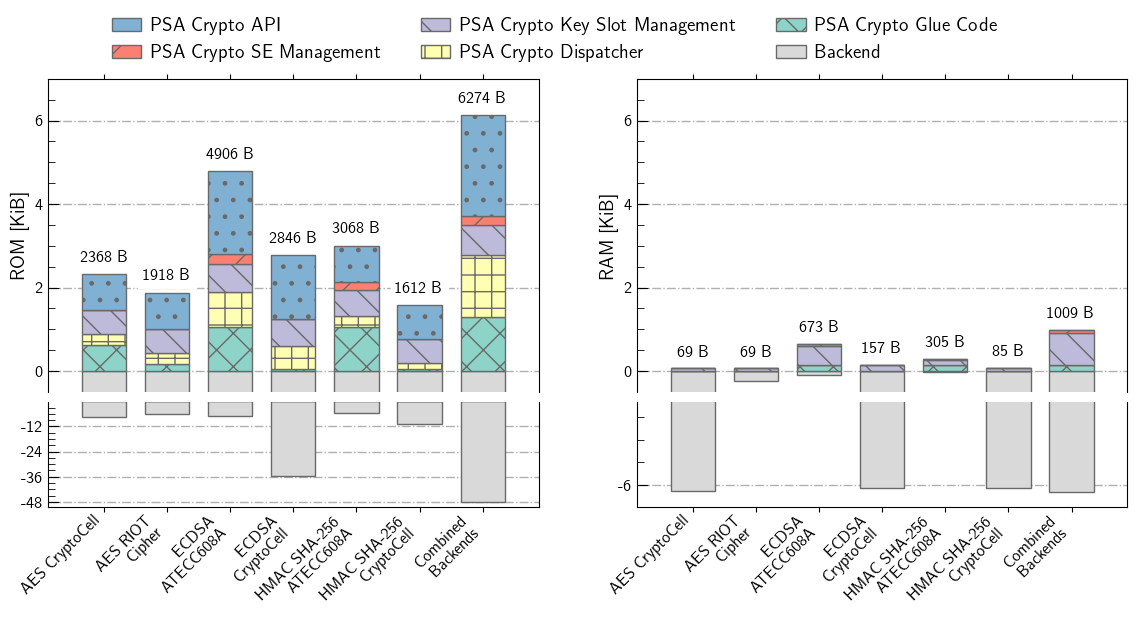 PSA Crypto API
PSA Crypto SE Management
PSA Crypto Key Slot Management
PSA Crypto Dispatcher
PSA Crypto Glue Code
Backend
ROM [KiB]
6
4
2
0
-12
-24
-36
-48
2368 B
1918 B
4906 B
2846 B
3068 B
1612 B
6274 B
AES CryptoCell
AES RIOT
Cipher
ECDSA
ATECC608A
ECDSA
CryptoCell
HMAC SHA-256
ATECC608A
HMAC SHA-256
CryptoCell
Combined
Backends
RAM [KiB]
6
4
2
0
-6
69 B
69 B
673 B
157 B
305 B
85 B
1009 B
AES CryptoCell
AES RIOT
Cipher
ECDSA
ATECC608A
ECDSA
CryptoCell
HMAC SHA-256
ATECC608A
HMAC SHA-256
CryptoCell
Combined
Backends